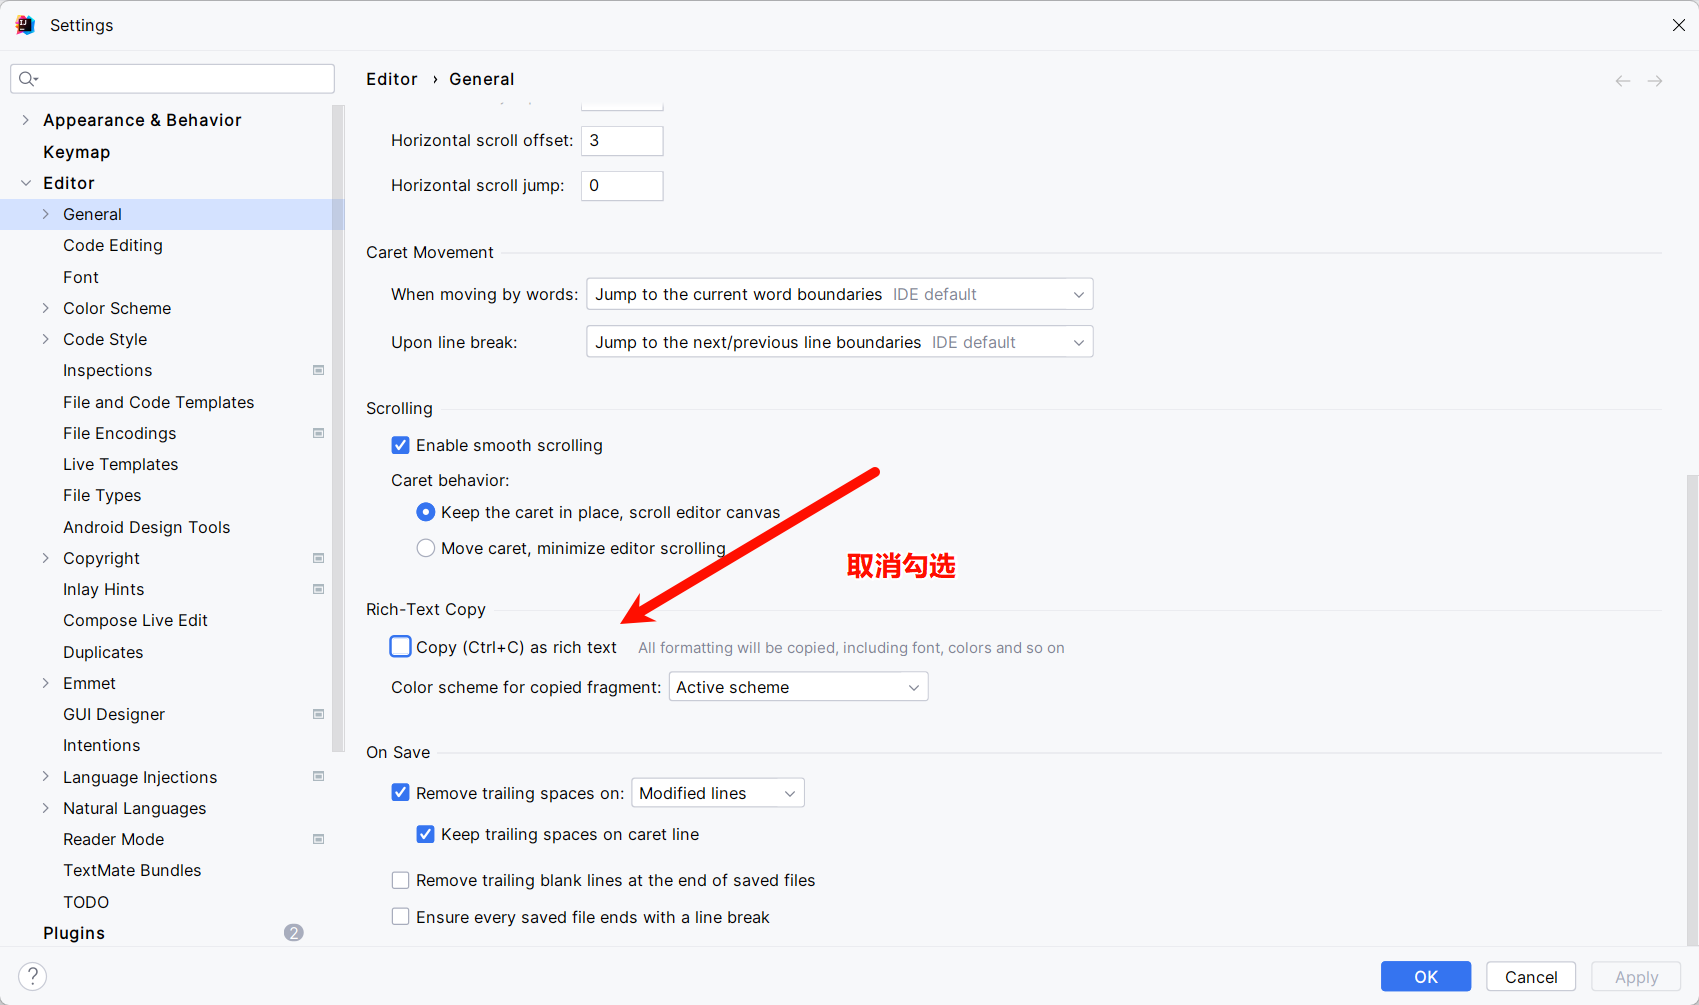 Settings
Appearance & Behavior
Keymap
Editor
General
Code Editing
Font
Color Scheme
Code Style
Inspections
File and Code Templates
File Encodings
Live Templates
File Types
Android Design Tools
Copyright
Inlay Hints
Compose Live Edit
Duplicates
Emmet
GUI Designer
Intentions
Language Injections
Natural Languages
Reader Mode
TextMate Bundles
TODO
Plugins 2
Editor › General
Horizontal scroll offset: 3
Horizontal scroll jump: 0
Caret Movement
When moving by words: Jump to the current word boundaries IDE default
Upon line break: Jump to the next/previous line boundaries IDE default
Scrolling
Enable smooth scrolling
Caret behavior:
Keep the caret in place, scroll editor canvas
Move caret, minimize editor scrolling
取消勾选
Rich-Text Copy
Copy (Ctrl+C) as rich text All formatting will be copied, including font, colors and so on
Color scheme for copied fragment: Active scheme
On Save
Remove trailing spaces on: Modified lines
Keep trailing spaces on caret line
Remove trailing blank lines at the end of saved files
Ensure every saved file ends with a line break
? OK Cancel Apply